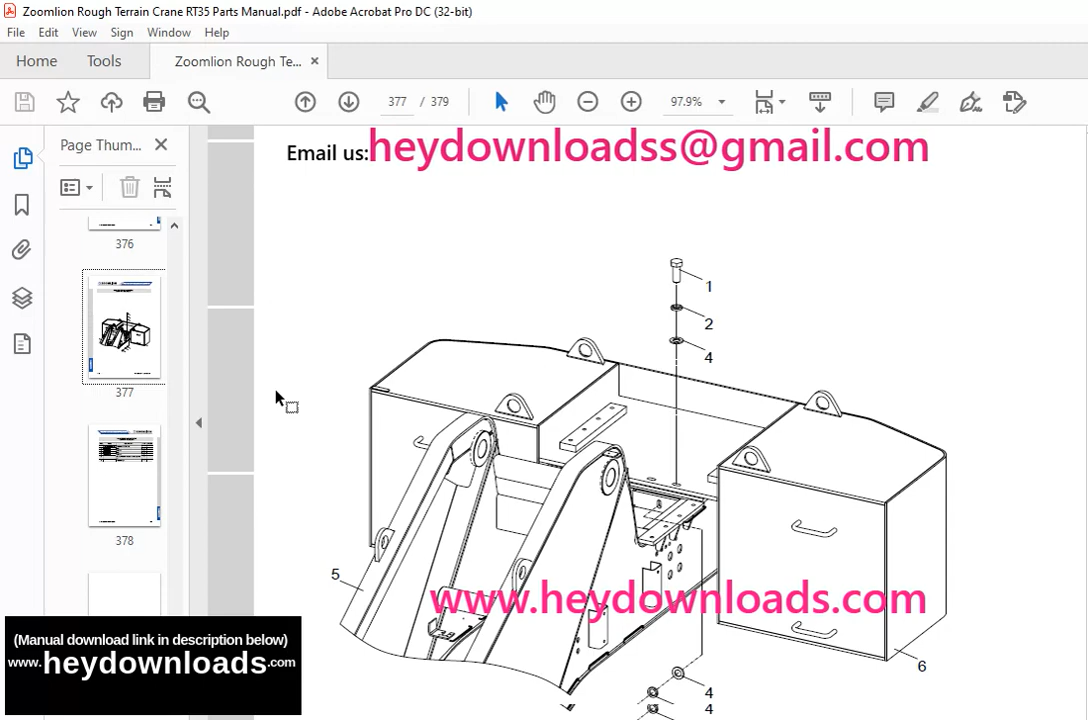 Zoomlion Rough Terrain Crane RT35 Parts Manual.pdf - Adobe Acrobat Pro DC (32-bit)
File Edit View Sign Window Help
Home Tools Zoomlion Rough Te... ×
377 / 379 97.9%
Page Thum...
Email us:heydownloadss@gmail.com
376
377
378
1
2
4
5
www.heydownloads.com
6
4
4
(Manual download link in description below)
www.heydownloads.com